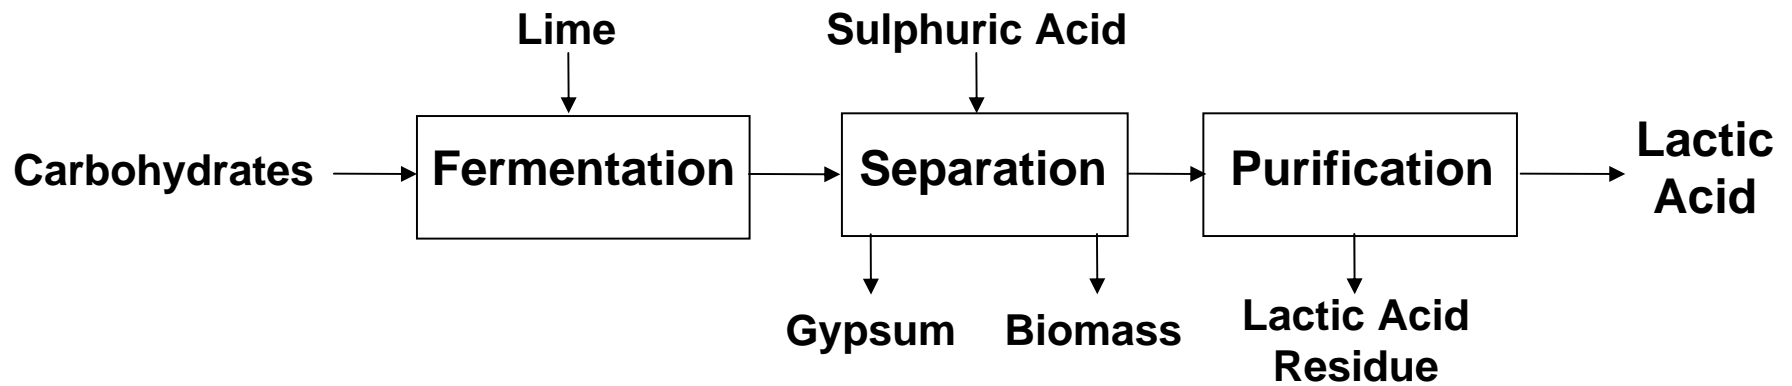 Lime
Sulphuric Acid
Carbohydrates
Fermentation
Separation
Purification
Lactic
Acid
Gypsum
Biomass
Lactic Acid
Residue